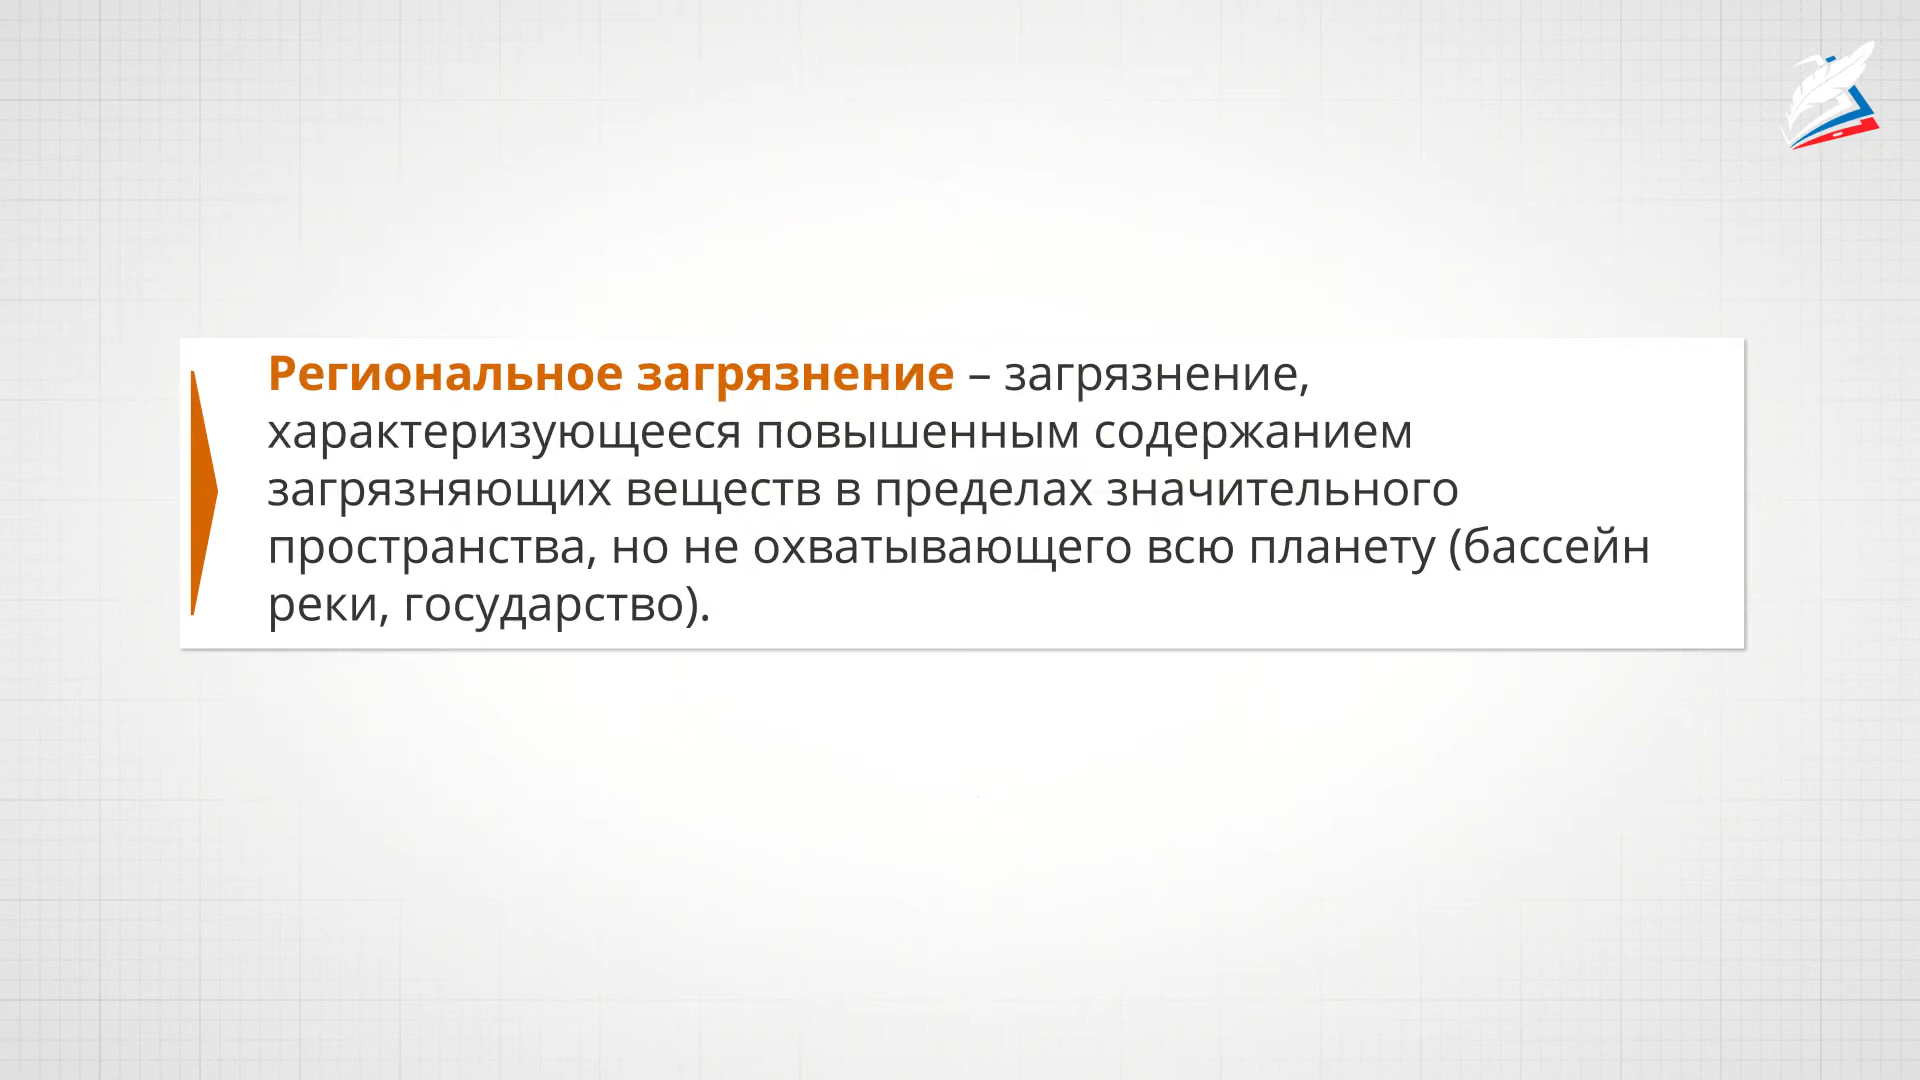 Региональное загрязнение – загрязнение,
характеризующееся повышенным содержанием
загрязняющих веществ в пределах значительного
пространства, но не охватывающего всю планету (бассейн
реки, государство).